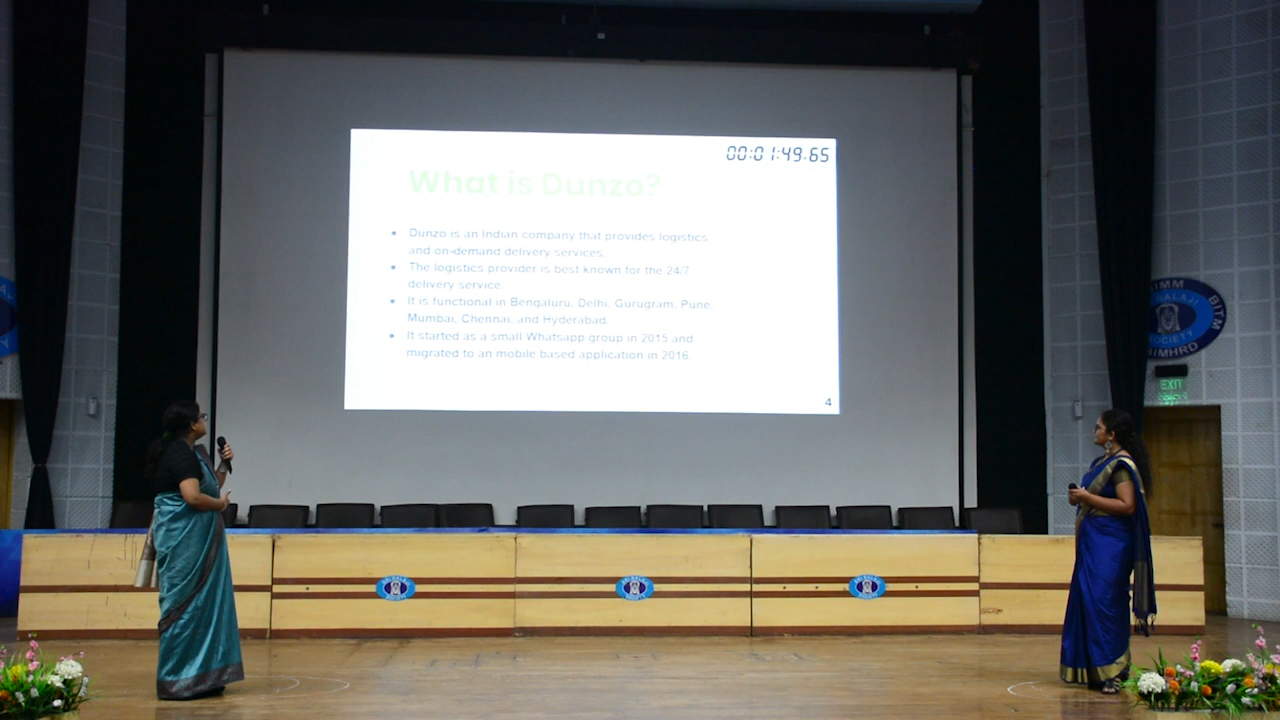 00:01:49.65
What is Dunzo?
• Dunzo is an Indian company that provides logistics
and on-demand delivery services.
• The logistics provider is best known for the 24/7
delivery service.
• It is functional in Bengaluru, Delhi, Gurugram, Pune,
Mumbai, Chennai, and Hyderabad.
• It started as a small Whatsapp group in 2015 and
migrated to an mobile based application in 2016.
4
BITM
BALAJI
SOCIETY
BIMHRD
EXIT